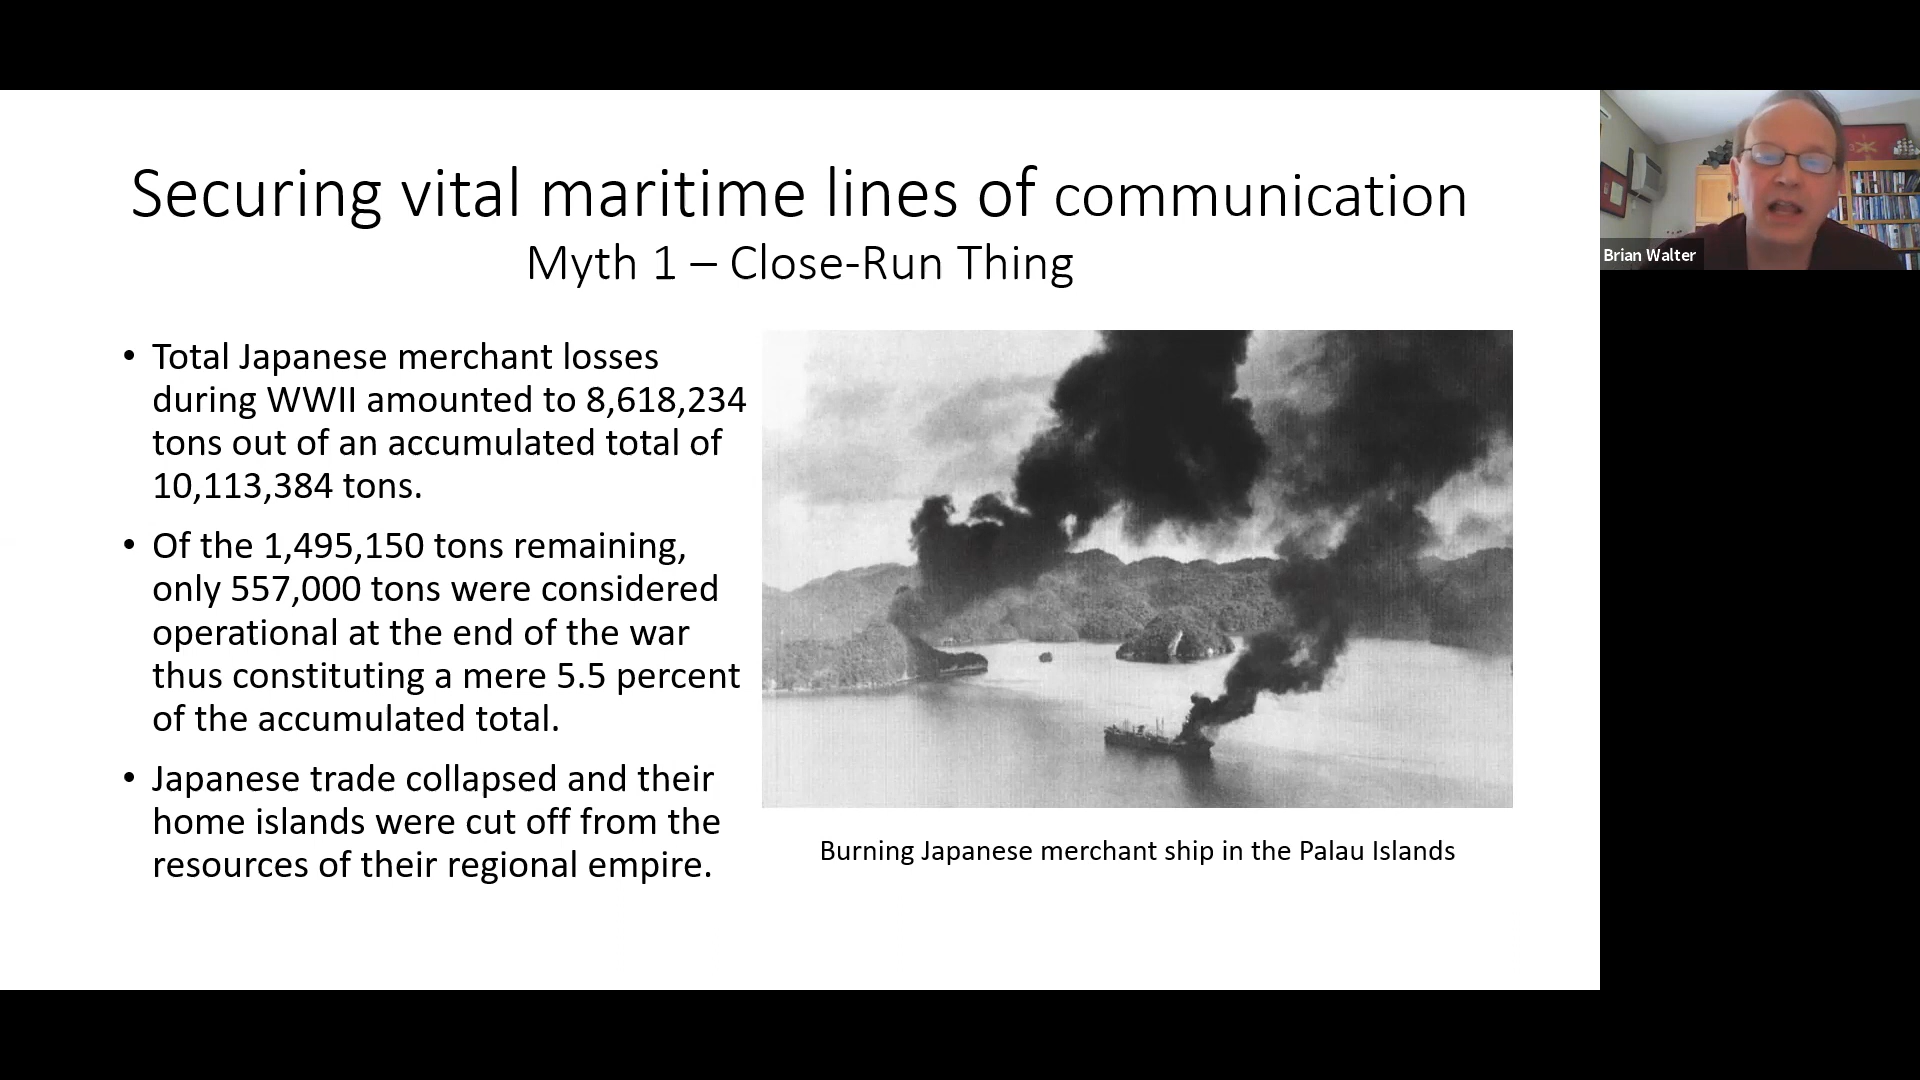 Securing vital maritime lines of communication
Myth 1 – Close-Run Thing
• Total Japanese merchant losses
during WWII amounted to 8,618,234
tons out of an accumulated total of
10,113,384 tons.
• Of the 1,495,150 tons remaining,
only 557,000 tons were considered
operational at the end of the war
thus constituting a mere 5.5 percent
of the accumulated total.
• Japanese trade collapsed and their
home islands were cut off from the
resources of their regional empire.
Burning Japanese merchant ship in the Palau Islands
Brian Walter